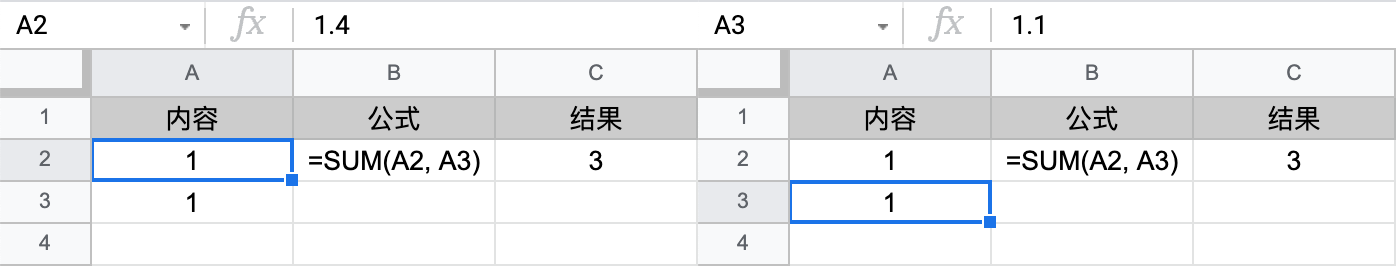 A2 fx 1.4 A3 fx 1.1
A B C A B C
1 内容 公式 结果 1 内容 公式 结果
2 1 =SUM(A2, A3) 3 2 1 =SUM(A2, A3) 3
3 1 3 1
4 4